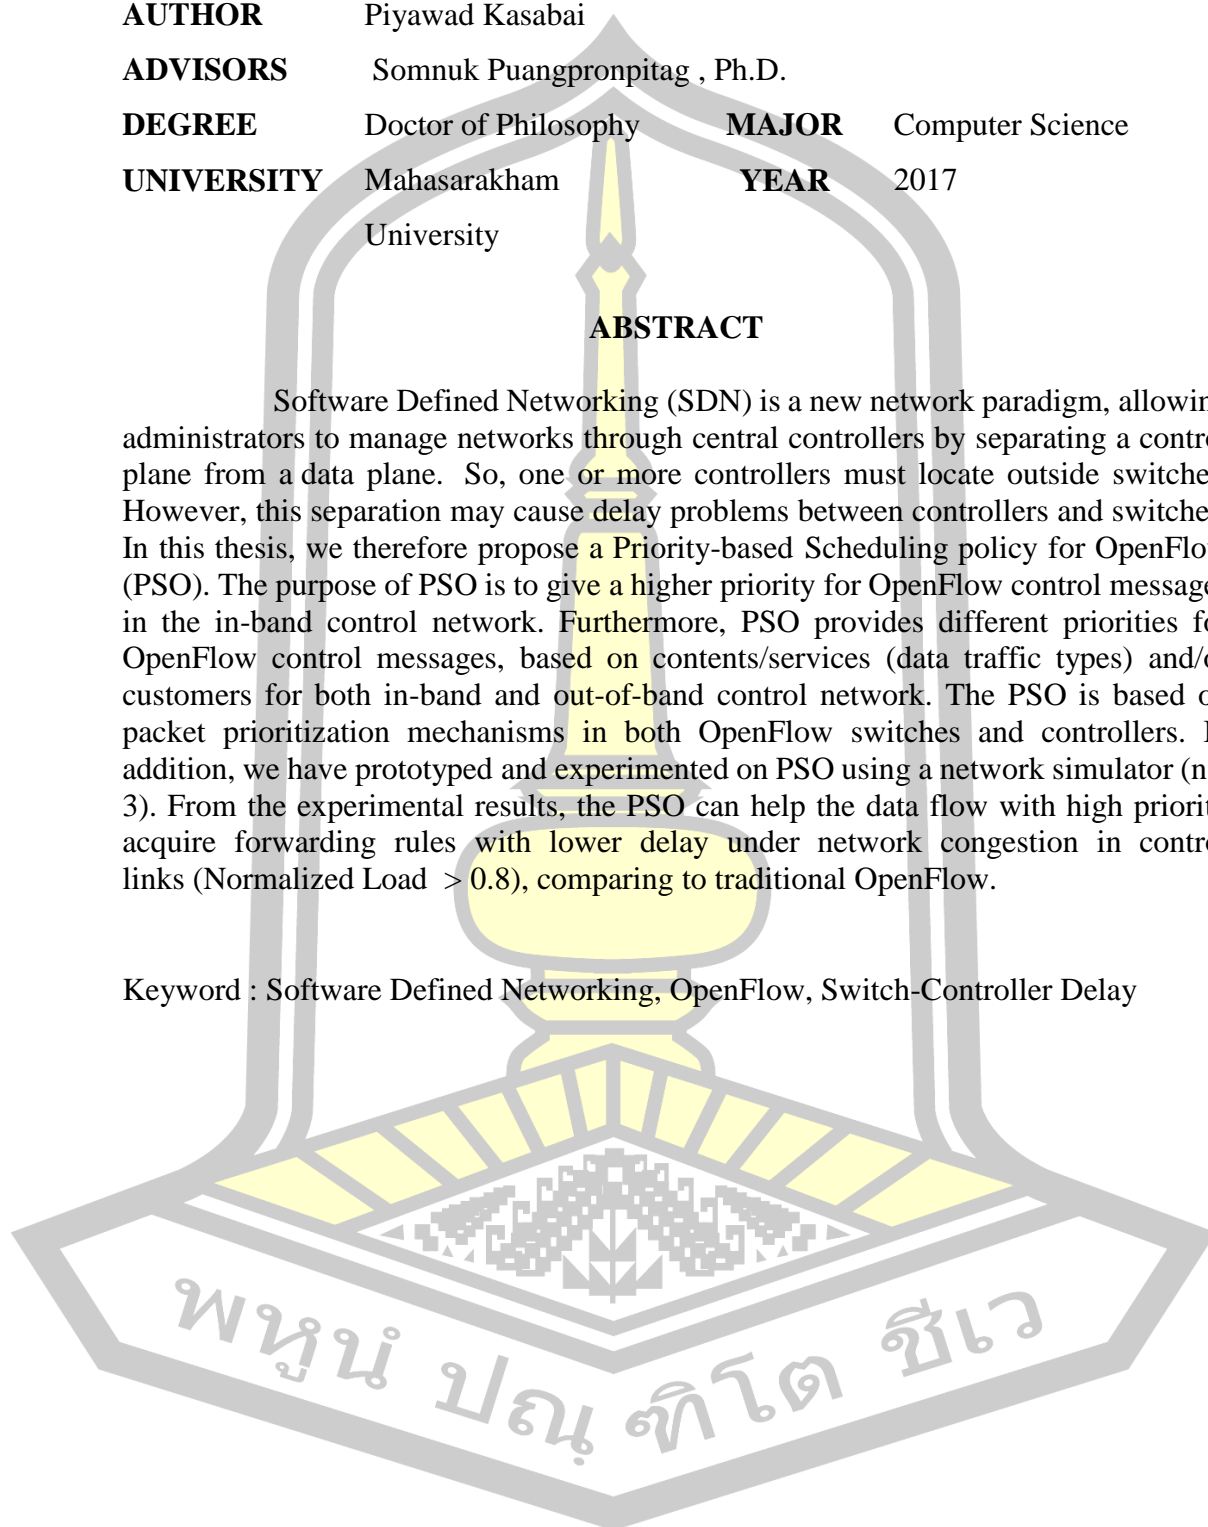 AUTHOR Piyawad Kasabai
ADVISORS Somnuk Puangpronpitag , Ph.D.
DEGREE Doctor of Philosophy MAJOR Computer Science
UNIVERSITY Mahasarakham YEAR 2017
University
ABSTRACT
Software Defined Networking (SDN) is a new network paradigm, allowin
administrators to manage networks through central controllers by separating a contro
plane from a data plane. So, one or more controllers must locate outside switche
However, this separation may cause delay problems between controllers and switche
In this thesis, we therefore propose a Priority-based Scheduling policy for OpenFlow
(PSO). The purpose of PSO is to give a higher priority for OpenFlow control message
in the in-band control network. Furthermore, PSO provides different priorities fo
OpenFlow control messages, based on contents/services (data traffic types) and/o
customers for both in-band and out-of-band control network. The PSO is based o
packet prioritization mechanisms in both OpenFlow switches and controllers. I
addition, we have prototyped and experimented on PSO using a network simulator (n
3). From the experimental results, the PSO can help the data flow with high priorit
acquire forwarding rules with lower delay under network congestion in contro
links (Normalized Load > 0.8), comparing to traditional OpenFlow.
Keyword : Software Defined Networking, OpenFlow, Switch-Controller Delay
พหูนํ ปณฺฑิโต ชีเว